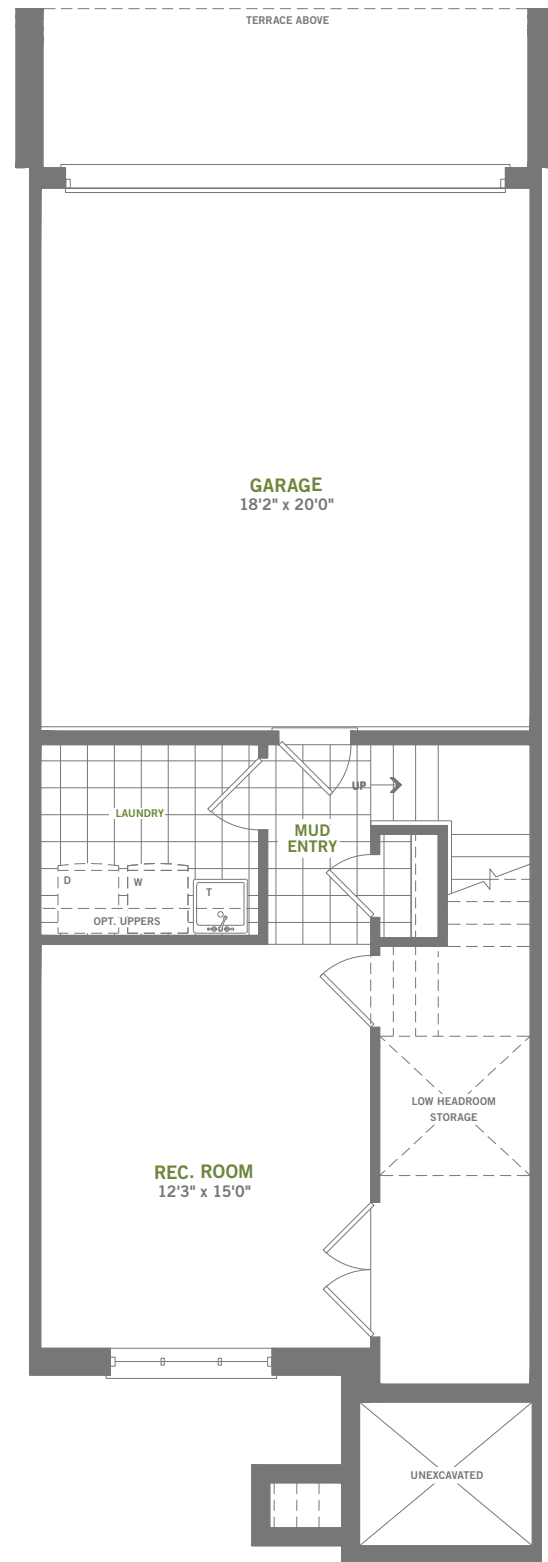 TERRACE ABOVE
GARAGE
18'2" x 20'0"
UP
LAUNDRY
MUD
ENTRY
D
W
T
OPT. UPPERS
LOW HEADROOM
STORAGE
REC. ROOM
12'3" x 15'0"
UNEXCAVATED